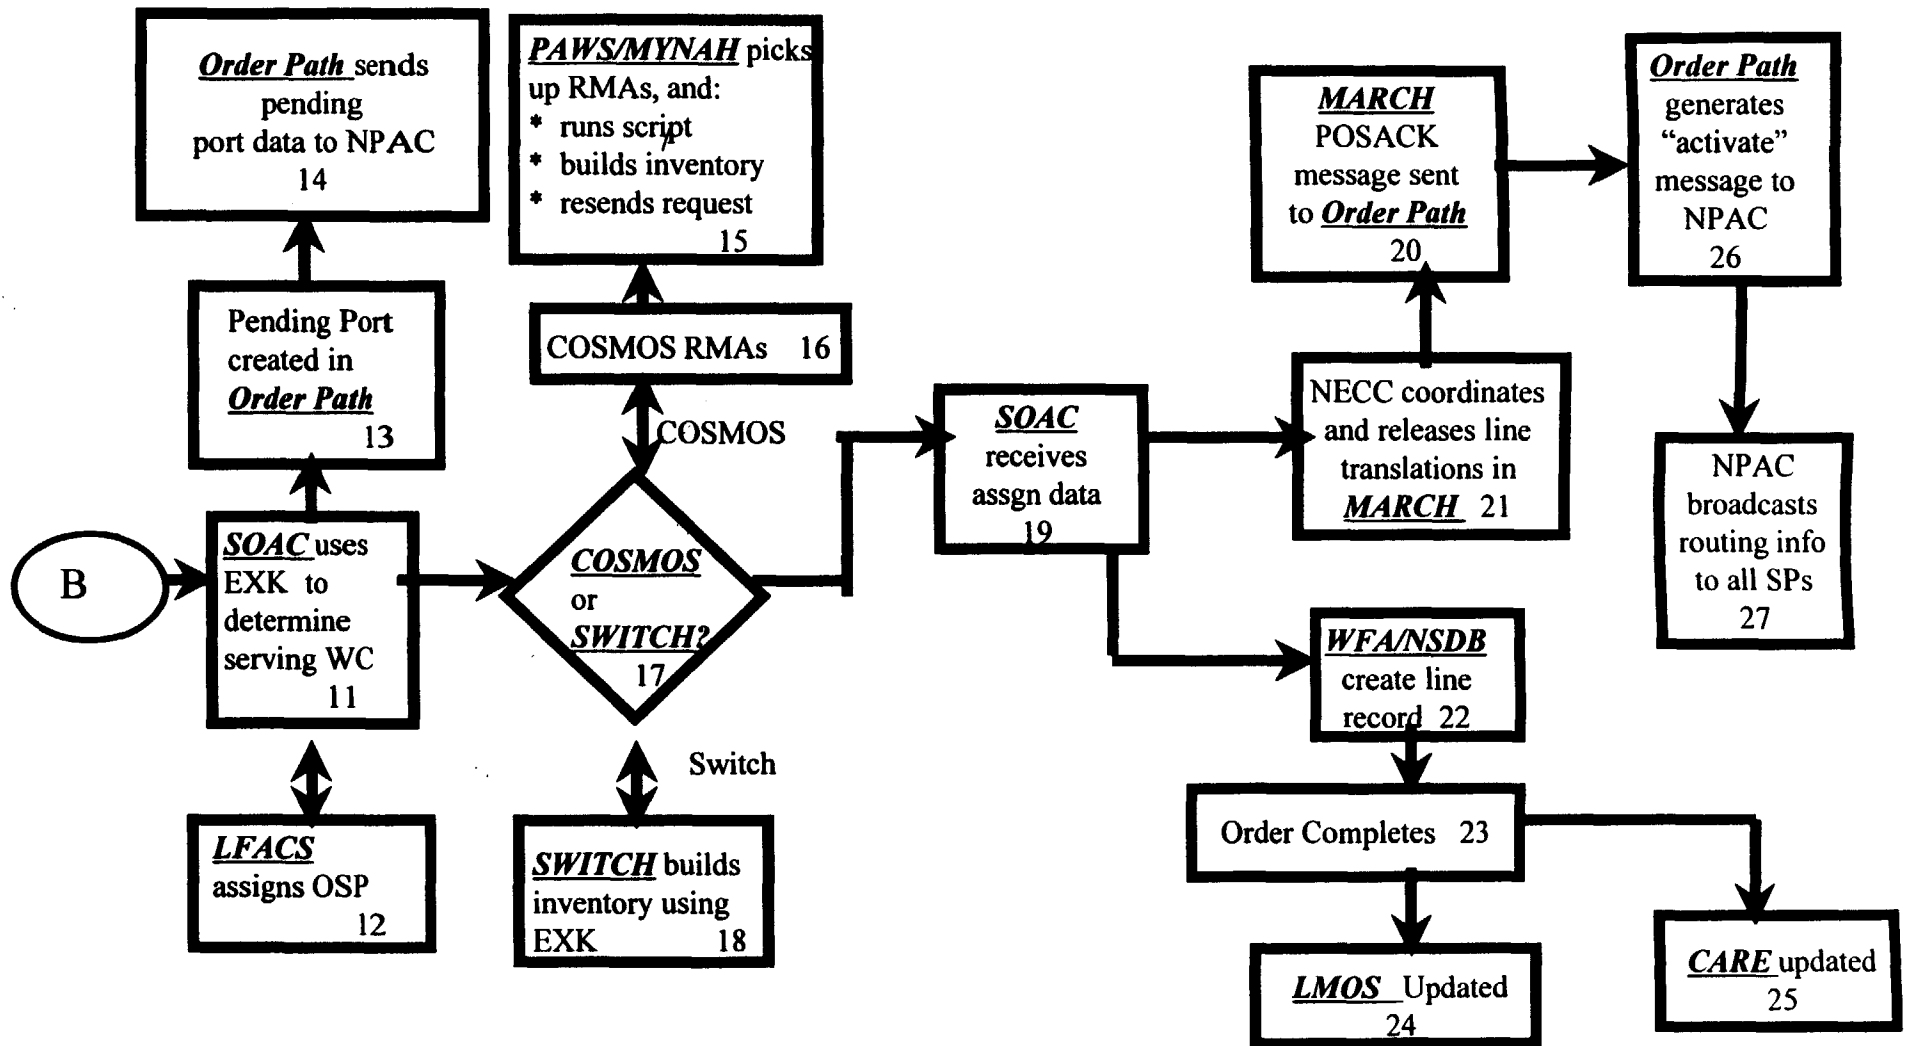 Order Path sends
pending
port data to NPAC
14
PAWS/MYNAH picks
up RMAs, and:
* runs script
* builds inventory
* resends request
15
MARCH
POSACK
message sent
to Order Path
20
Order Path
generates
“activate”
message to
NPAC
26
Pending Port
created in
Order Path
13
COSMOS RMAs 16
COSMOS
SOAC
receives
assgn data
19
NECC coordinates
and releases line
translations in
MARCH 21
NPAC
broadcasts
routing info
to all SPs
27
B
SOAC uses
EXK to
determine
serving WC
11
COSMOS
or
SWITCH?
17
WFA/NSDB
create line
record 22
Switch
LFACS
assigns OSP
12
SWITCH builds
inventory using
EXK 18
Order Completes 23
LMOS Updated
24
CARE updated
25